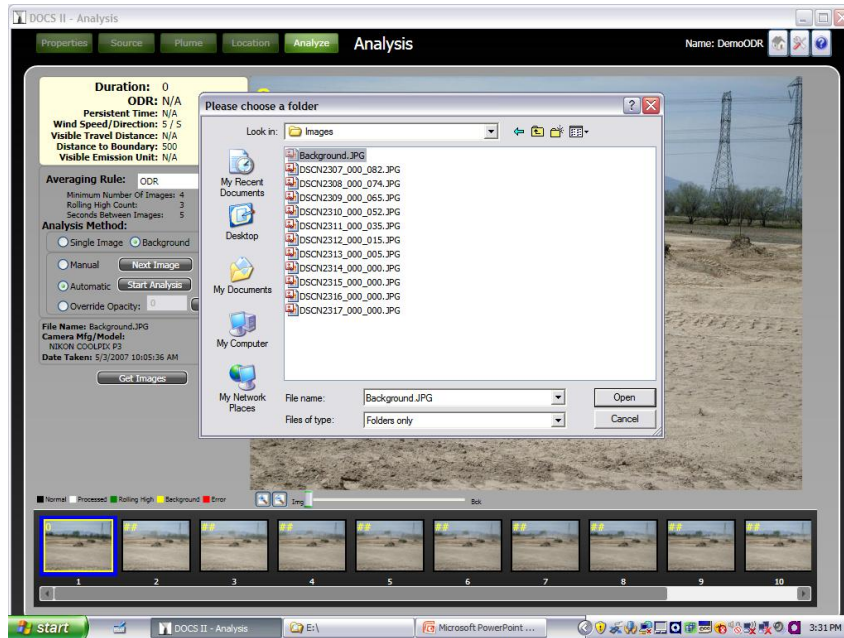 DOCS II - Analysis
Properties Source Plume Location Analyze Analysis Name: DemoODR
Duration: 0
ODR: N/A
Persistent Time: N/A
Wind Speed/Direction: 5 / S
Visible Travel Distance: N/A
Distance to Boundary: 500
Visible Emission Unit: N/A
Averaging Rule: ODR
Minimum Number Of Images: 4
Rolling High Count: 3
Seconds Between Images: 5
Analysis Method:
Single Image Background
Manual Next Image
Automatic Start Analysis
Override Opacity: 0
File Name: Background.JPG
Camera Mfg/Model:
NIKON COOLPIX P3
Date Taken: 5/3/2007 10:05:36 AM
Get Images
Please choose a folder
Look in: Images
My Recent Documents
Desktop
My Documents
My Computer
My Network Places
Background.JPG
DSCN2307_000_082.JPG
DSCN2308_000_074.JPG
DSCN2309_000_065.JPG
DSCN2310_000_052.JPG
DSCN2311_000_035.JPG
DSCN2312_000_015.JPG
DSCN2313_000_005.JPG
DSCN2314_000_000.JPG
DSCN2315_000_000.JPG
DSCN2316_000_000.JPG
DSCN2317_000_000.JPG
File name: Background.JPG Open
Files of type: Folders only Cancel
Normal Processed Rolling High Background Error Img Bck
0 ## ## ## ## ## ## ## ## ##
1 2 3 4 5 6 7 8 9 10
start DOCS II - Analysis E:\ Microsoft PowerPoint ... 3:31 PM